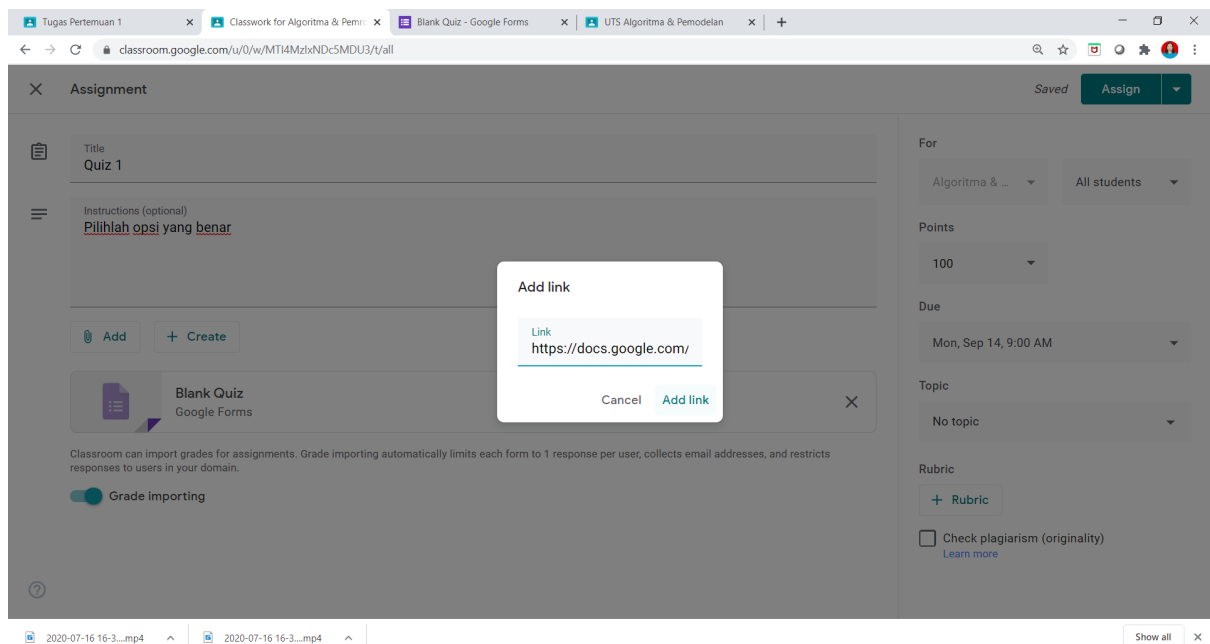 Tugas Pertemuan 1
Classwork for Algoritma & Pemro
Blank Quiz - Google Forms
UTS Algoritma & Pemodelan
classroom.google.com/u/0/w/MTI4MzIxNDc5MDU3/t/all
Assignment
Saved
Assign
Title
Quiz 1
Instructions (optional)
Pilihlah opsi yang benar
Add
Create
Blank Quiz
Google Forms
Classroom can import grades for assignments. Grade importing automatically limits each form to 1 response per user, collects email addresses, and restricts
responses to users in your domain.
Grade importing
Add link
Link
https://docs.google.com/
Cancel
Add link
For
Algoritma & ...
All students
Points
100
Due
Mon, Sep 14, 9:00 AM
Topic
No topic
Rubric
+ Rubric
Check plagiarism (originality)
Learn more
2020-07-16 16-3....mp4
2020-07-16 16-3....mp4
Show all